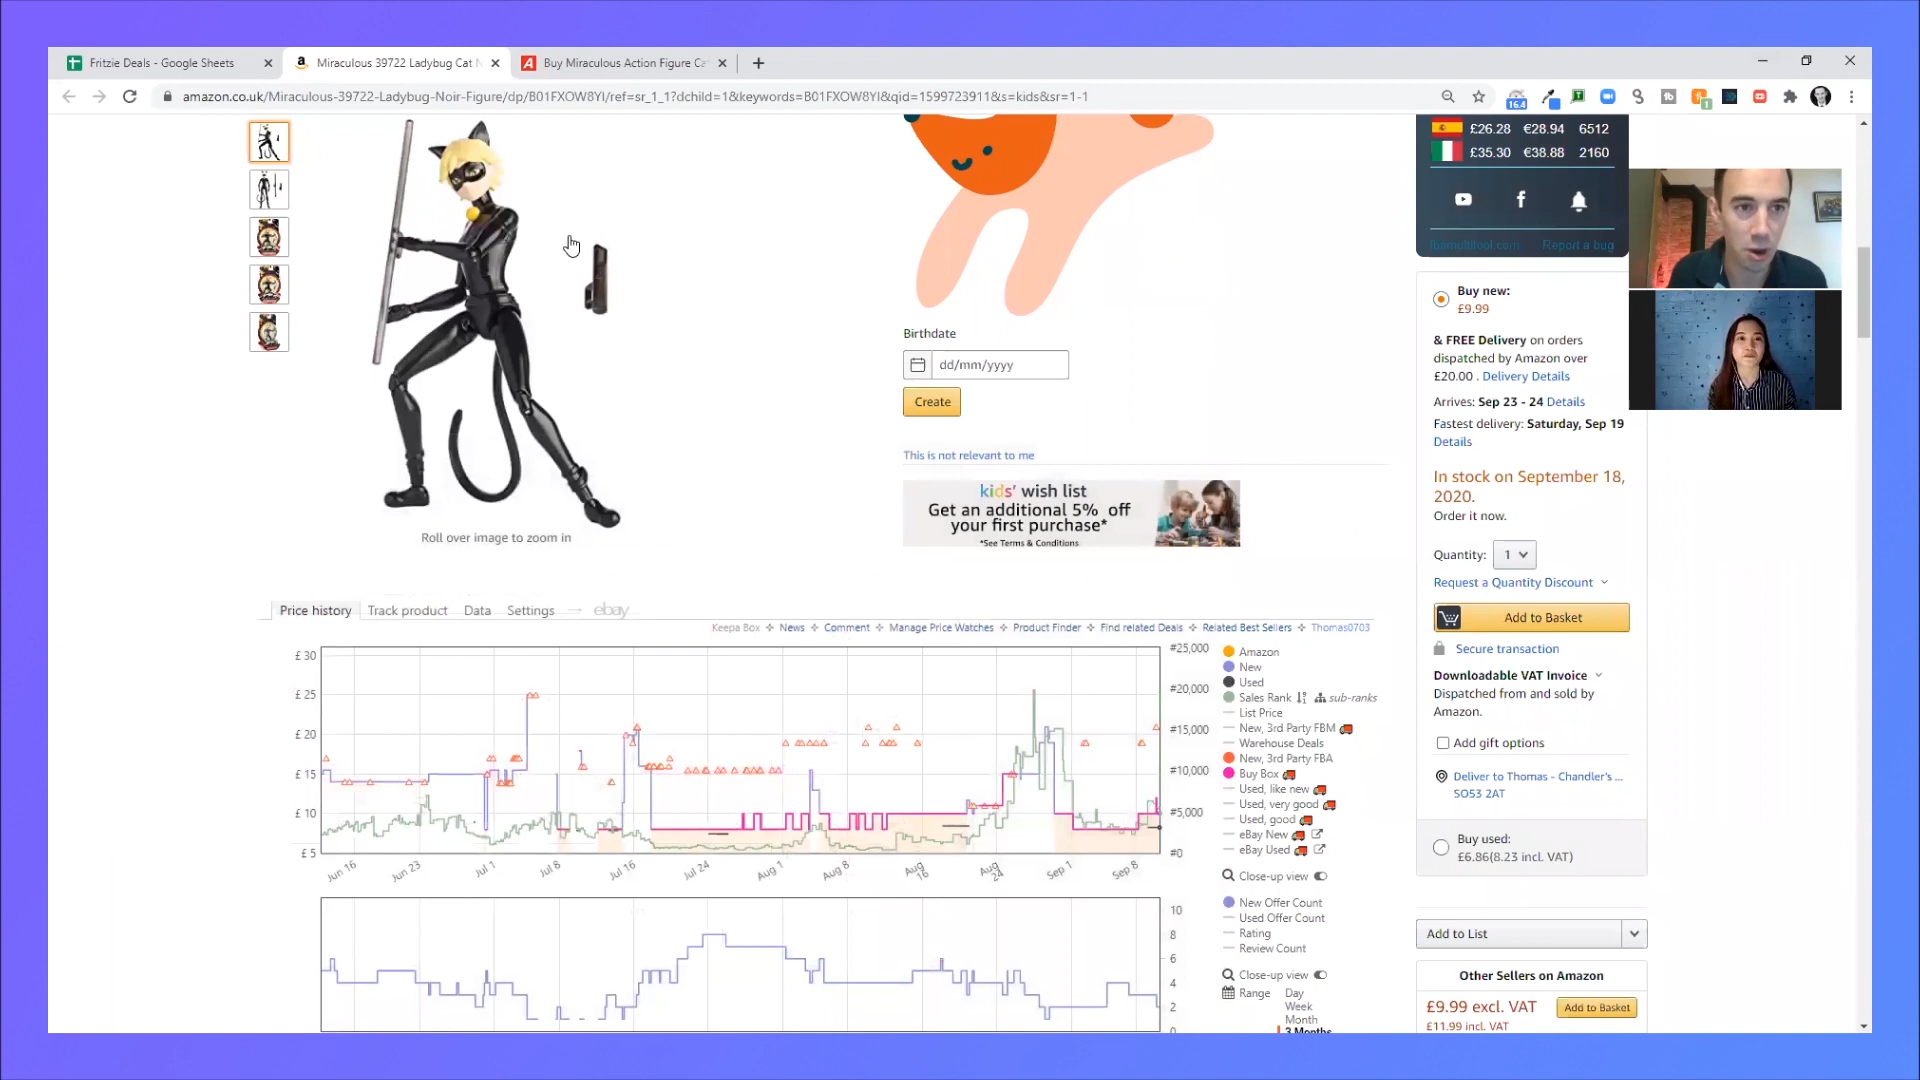 Fritzie Deals - Google Sheets
Miraculous 39722 Ladybug Cat N
Buy Miraculous Action Figure Ca
amazon.co.uk/Miraculous-39722-Ladybug-Noir-Figure/dp/B01FXOW8YI/ref=sr_1_1?dchild=1&keywords=B01FXOW8YI&qid=1599723911&s=kids&sr=1-1
16.4
1
£26.28 €28.94 6512
£35.30 €38.88 2160
fbamultitool.com Report a bug
Roll over image to zoom in
Birthdate
dd/mm/yyyy
Create
This is not relevant to me
kids' wish list
Get an additional 5% off
your first purchase*
*See Terms & Conditions
Buy new:
£9.99
& FREE Delivery on orders
dispatched by Amazon over
£20.00 . Delivery Details
Arrives: Sep 23 - 24 Details
Fastest delivery: Saturday, Sep 19
Details
In stock on September 18,
2020.
Order it now.
Quantity: 1
Request a Quantity Discount
Add to Basket
Secure transaction
Downloadable VAT Invoice
Dispatched from and sold by
Amazon.
Add gift options
Deliver to Thomas - Chandler's ...
SO53 2AT
Buy used:
£6.86(8.23 incl. VAT)
Add to List
Other Sellers on Amazon
£9.99 excl. VAT Add to Basket
£11.99 incl. VAT
Price history Track product Data Settings ebay
Keepa Box News Comment Manage Price Watches Product Finder Find related Deals Related Best Sellers Thomas0703
£ 30
£ 25
£ 20
£ 15
£ 10
£ 5
#25,000
#20,000
#15,000
#10,000
#5,000
#0
Jun 16 Jun 23 Jul 1 Jul 8 Jul 16 Jul 24 Aug 1 Aug 8 Aug 16 Aug 24 Sep 1 Sep 8
Amazon
New
Used
Sales Rank sub-ranks
List Price
New, 3rd Party FBM
Warehouse Deals
New, 3rd Party FBA
Buy Box
Used, like new
Used, very good
Used, good
eBay New
eBay Used
Close-up view
10
8
6
4
2
0
New Offer Count
Used Offer Count
Rating
Review Count
Close-up view
Range Day
Week
Month
3 Months